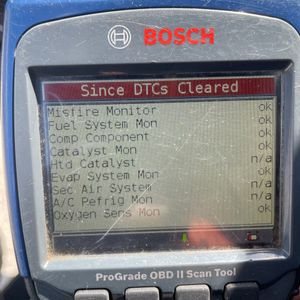 BOSCH
Since DTCs Cleared
Misfire Monitor ok
Fuel System Mon ok
Comp Component ok
Catalyst Mon ok
Htd Catalyst n/a
Evap System Mon ok
Sec Air System n/a
A/C Refrig Mon n/a
Oxygen Sens Mon ok
ProGrade OBD II Scan Tool